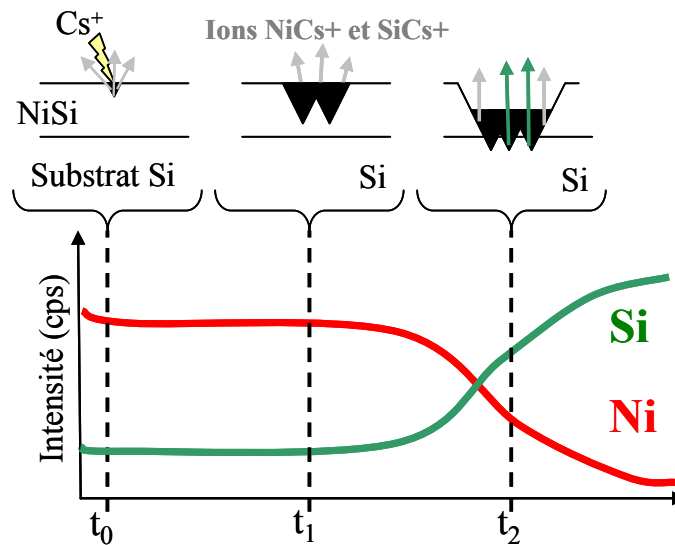 Cs+
Ions NiCs+ et SiCs+
NiSi
Substrat Si
Si
Si
Intensité (cps)
Si
Ni
t0
t1
t2